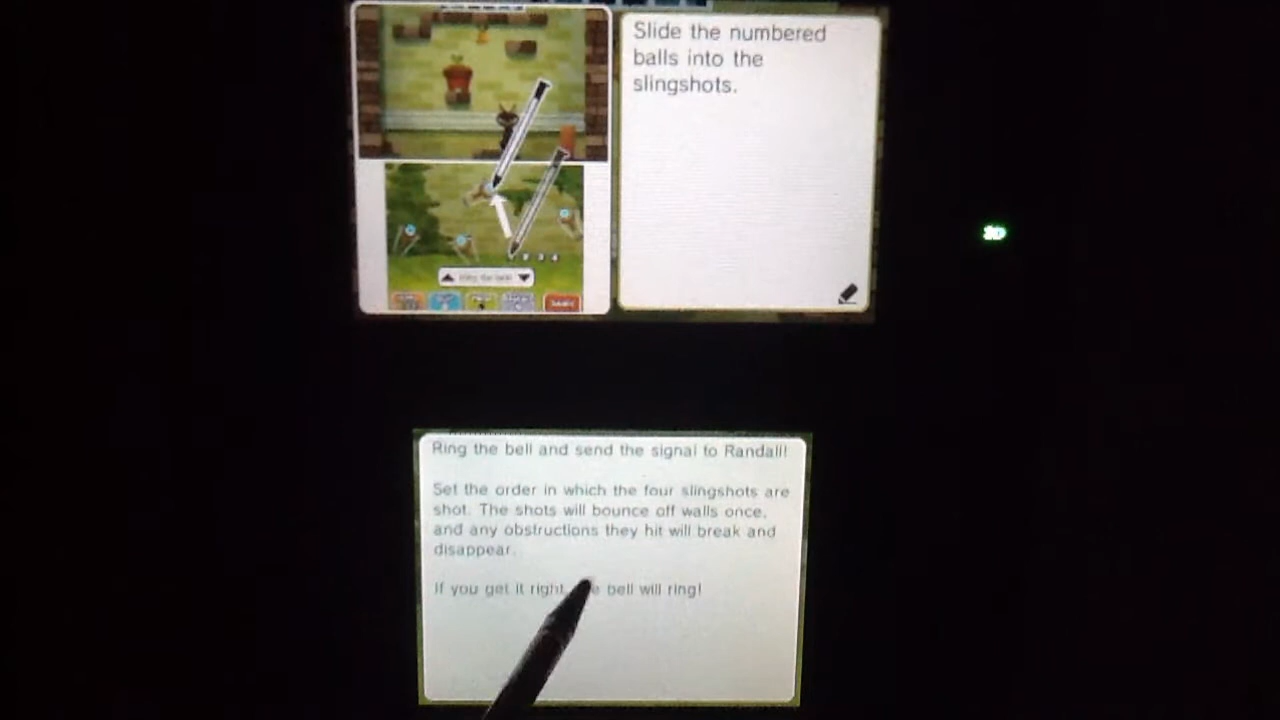 Slide the numbered
balls into the
slingshots.
3D
Ring the bell and send the signal to Randall!
Set the order in which the four slingshots are
shot. The shots will bounce off walls once,
and any obstructions they hit will break and
disappear.
If you get it right, bell will ring!